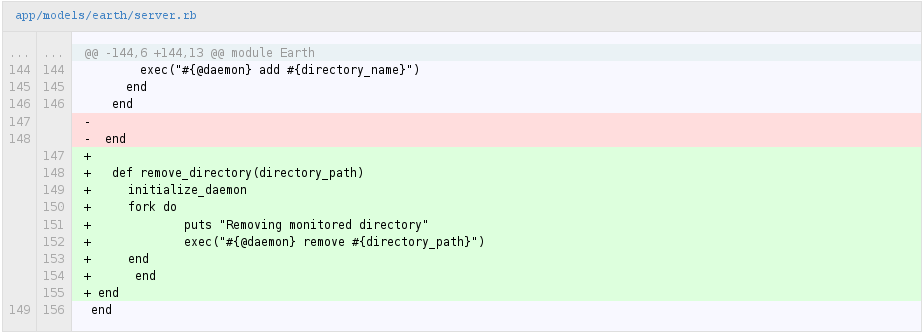 app/models/earth/server.rb
... ... @@ -144,6 +144,13 @@ module Earth
144 144         exec("#{@daemon} add #{directory_name}")
145 145       end
146 146     end
147 -
148 -   end
147 +
148 +    def remove_directory(directory_path)
149 +      initialize_daemon
150 +      fork do
151 +              puts "Removing monitored directory"
152 +              exec("#{@daemon} remove #{directory_path}")
153 +      end
154 +       end
155 +  end
149 156  end